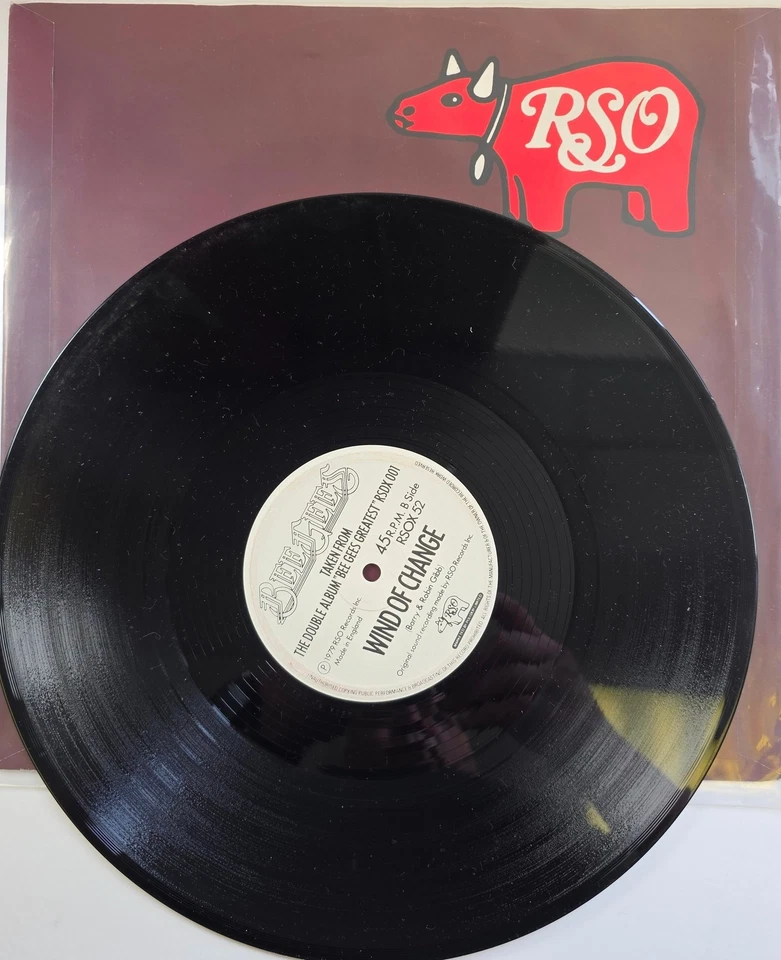 RSO
BEE GEES
TAKEN FROM
THE DOUBLE ALBUM "BEE GEES GREATEST" RSDX 001
45 R.P.M. B Side
RSOX 52
WIND OF CHANGE
(Barry & Robin Gibb)
Ⓟ 1979 RSO Records Inc.
Made in England
Original sound recording made by RSO Records Inc.
RSO